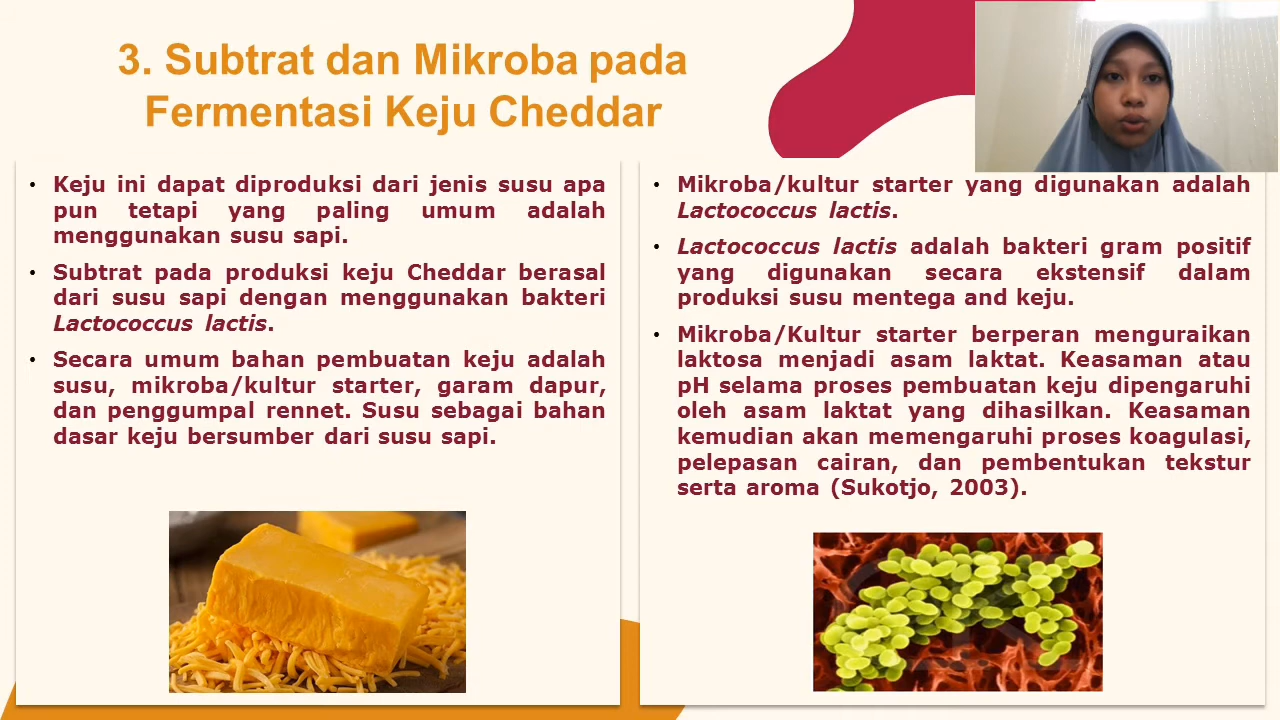 3. Subtrat dan Mikroba pada
Fermentasi Keju Cheddar
• Keju ini dapat diproduksi dari jenis susu apa
pun tetapi yang paling umum adalah
menggunakan susu sapi.
• Subtrat pada produksi keju Cheddar berasal
dari susu sapi dengan menggunakan bakteri
Lactococcus lactis.
• Secara umum bahan pembuatan keju adalah
susu, mikroba/kultur starter, garam dapur,
dan penggumpal rennet. Susu sebagai bahan
dasar keju bersumber dari susu sapi.
• Mikroba/kultur starter yang digunakan adalah
Lactococcus lactis.
• Lactococcus lactis adalah bakteri gram positif
yang digunakan secara ekstensif dalam
produksi susu mentega and keju.
• Mikroba/Kultur starter berperan menguraikan
laktosa menjadi asam laktat. Keasaman atau
pH selama proses pembuatan keju dipengaruhi
oleh asam laktat yang dihasilkan. Keasaman
kemudian akan memengaruhi proses koagulasi,
pelepasan cairan, dan pembentukan tekstur
serta aroma (Sukotjo, 2003).